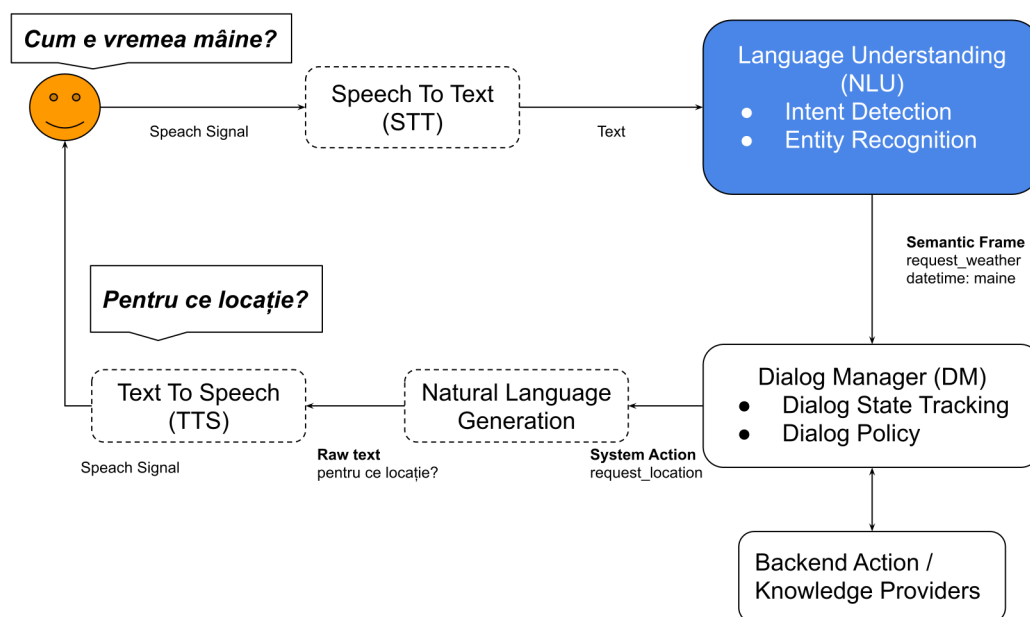 Cum e vremea mâine?
Speech To Text
(STT)
Language Understanding
(NLU)
● Intent Detection
● Entity Recognition
Speach Signal
Text
Semantic Frame
request_weather
datetime: maine
Pentru ce locație?
Text To Speech
(TTS)
Natural Language
Generation
Dialog Manager (DM)
● Dialog State Tracking
● Dialog Policy
Speach Signal
Raw text
pentru ce locație?
System Action
request_location
Backend Action /
Knowledge Providers